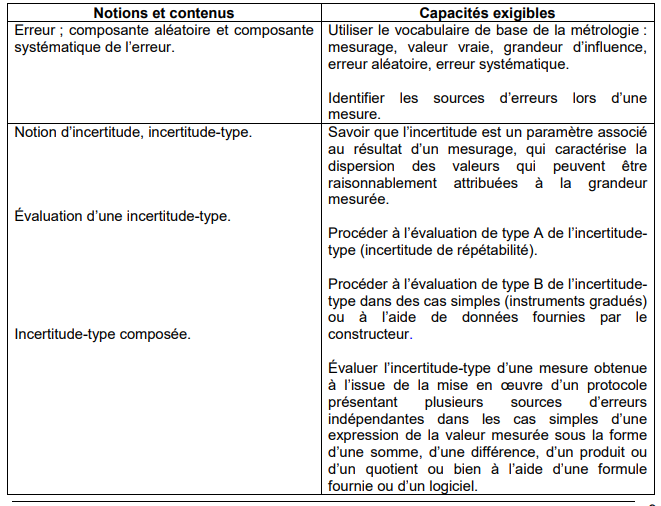 Notions et contenus
Capacités exigibles
Erreur ; composante aléatoire et composante
systématique de l'erreur.
Utiliser le vocabulaire de base de la métrologie :
mesurage, valeur vraie, grandeur d'influence,
erreur aléatoire, erreur systématique.
Identifier les sources d'erreurs lors d'une
mesure.
Notion d'incertitude, incertitude-type.
Savoir que l'incertitude est un paramètre associé
au résultat d'un mesurage, qui caractérise la
dispersion des valeurs qui peuvent être
raisonnablement attribuées à la grandeur
mesurée.
Évaluation d'une incertitude-type.
Procéder à l'évaluation de type A de l'incertitude-
type (incertitude de répétabilité).
Procéder à l'évaluation de type B de l'incertitude-
type dans des cas simples (instruments gradués)
ou à l'aide de données fournies par le
constructeur.
Incertitude-type composée.
Évaluer l'incertitude-type d'une mesure obtenue
à l'issue de la mise en œuvre d'un protocole
présentant plusieurs sources d'erreurs
indépendantes dans les cas simples d'une
expression de la valeur mesurée sous la forme
d'une somme, d'une différence, d'un produit ou
d'un quotient ou bien à l'aide d'une formule
fournie ou d'un logiciel.